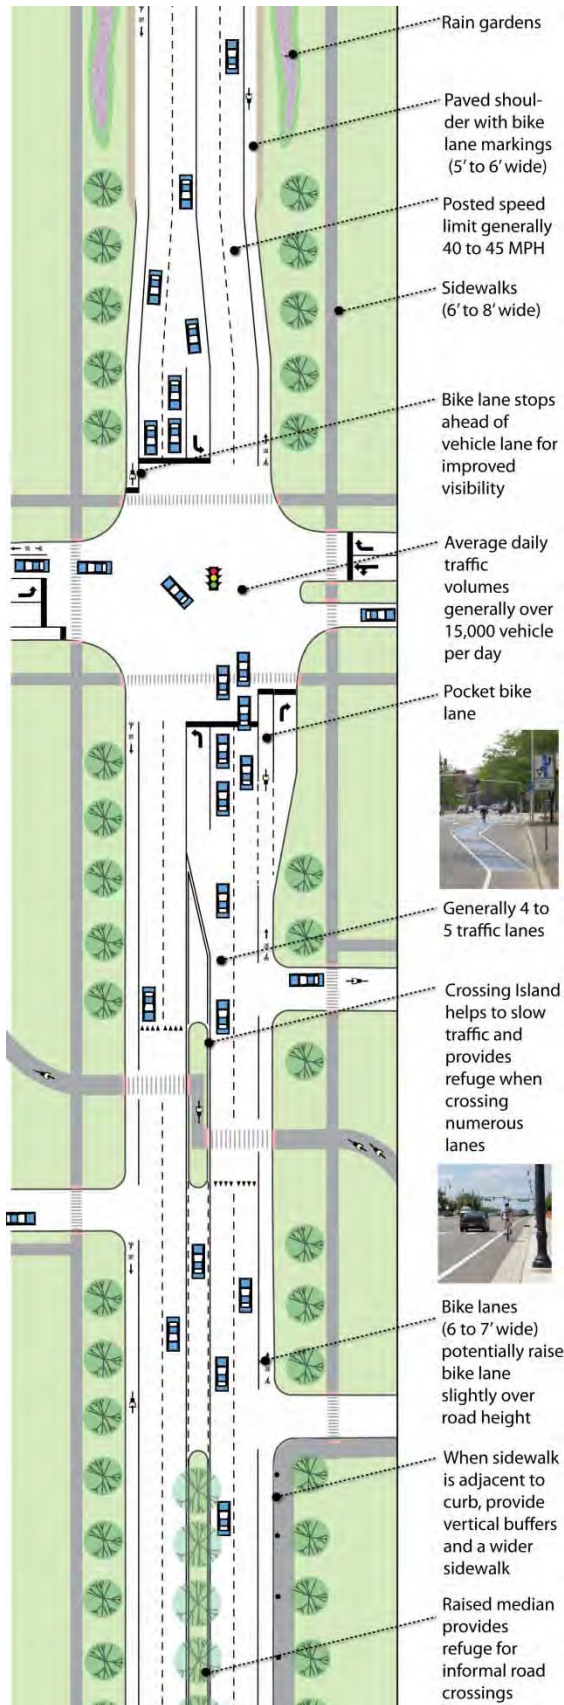 Rain gardens
Paved shoul-
der with bike
lane markings
(5’ to 6’ wide)
Posted speed
limit generally
40 to 45 MPH
Sidewalks
(6’ to 8’ wide)
Bike lane stops
ahead of
vehicle lane for
improved
visibility
Average daily
traffic
volumes
generally over
15,000 vehicle
per day
Pocket bike
lane
Generally 4 to
5 traffic lanes
Crossing Island
helps to slow
traffic and
provides
refuge when
crossing
numerous
lanes
Bike lanes
(6 to 7’ wide)
potentially raise
bike lane
slightly over
road height
When sidewalk
is adjacent to
curb, provide
vertical buffers
and a wider
sidewalk
Raised median
provides
refuge for
informal road
crossings